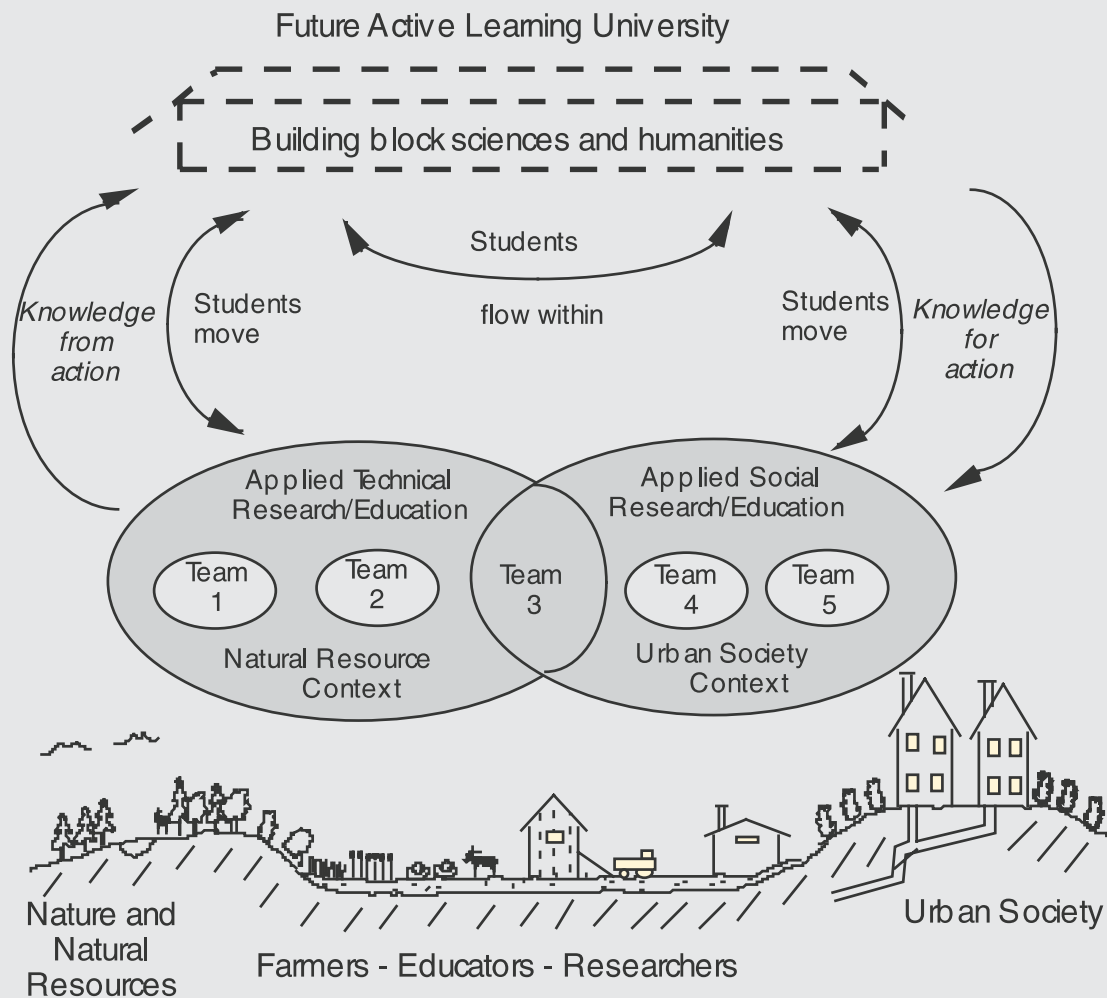 Future Active Learning University
Building block sciences and humanities
Students
flow within
Knowledge
from
action
Students
move
Students
move
Knowledge
for
action
Applied Technical
Research/Education
Applied Social
Research/Education
Team
1
Team
2
Team
3
Team
4
Team
5
Natural Resource
Context
Urban Society
Context
Nature and
Natural
Resources
Farmers - Educators - Researchers
Urban Society